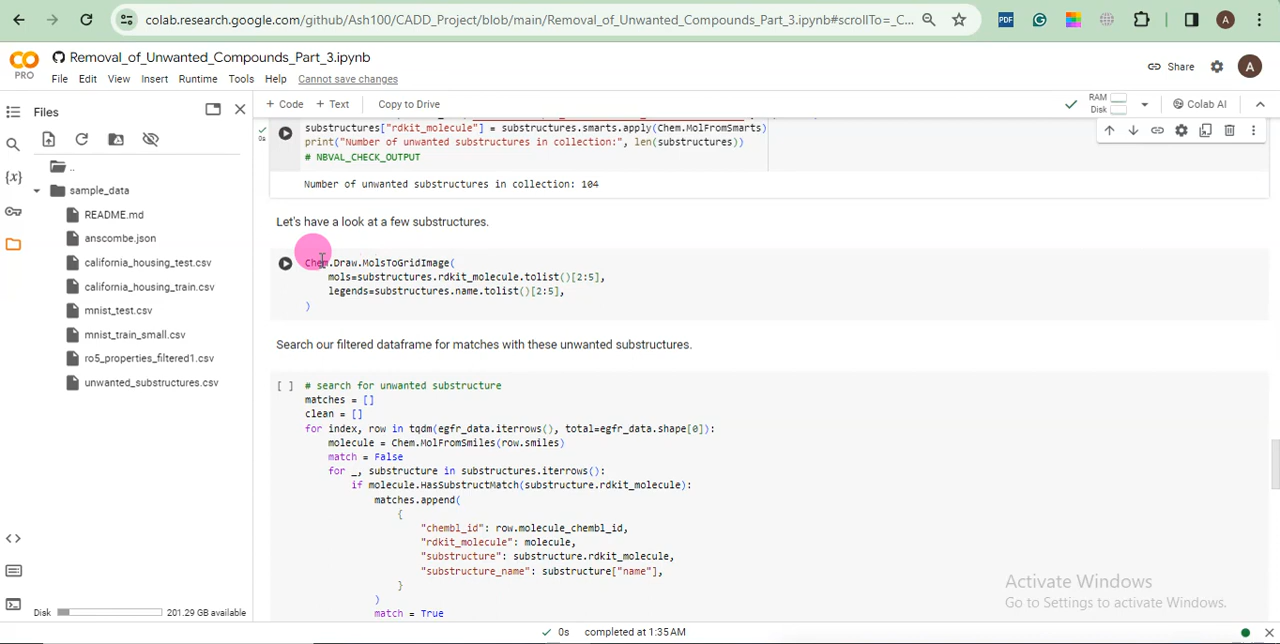 colab.research.google.com/github/Ash100/CADD_Project/blob/main/Removal_of_Unwanted_Compounds_Part_3.ipynb#scrollTo=_C...
PDF
A
CO
PRO
Removal_of_Unwanted_Compounds_Part_3.ipynb
File Edit View Insert Runtime Tools Help Cannot save changes
Share
A
Files
+ Code + Text Copy to Drive
RAM
Disk
Colab AI
..
sample_data
README.md
anscombe.json
california_housing_test.csv
california_housing_train.csv
mnist_test.csv
mnist_train_small.csv
ro5_properties_filtered1.csv
unwanted_substructures.csv
Disk
201.29 GB available
{x}
0s
substructures["rdkit_molecule"] = substructures.smarts.apply(Chem.MolFromSmarts)
print("Number of unwanted substructures in collection:", len(substructures))
# NBVAL_CHECK_OUTPUT
Number of unwanted substructures in collection: 104
Let's have a look at a few substructures.
Chem.Draw.MolsToGridImage(
mols=substructures.rdkit_molecule.tolist()[2:5],
legends=substructures.name.tolist()[2:5],
)
Search our filtered dataframe for matches with these unwanted substructures.
[ ] # search for unwanted substructure
matches = []
clean = []
for index, row in tqdm(egfr_data.iterrows(), total=egfr_data.shape[0]):
molecule = Chem.MolFromSmiles(row.smiles)
match = False
for _, substructure in substructures.iterrows():
if molecule.HasSubstructMatch(substructure.rdkit_molecule):
matches.append(
{
"chembl_id": row.molecule_chembl_id,
"rdkit_molecule": molecule,
"substructure": substructure.rdkit_molecule,
"substructure_name": substructure["name"],
}
)
match = True
Activate Windows
Go to Settings to activate Windows.
0s completed at 1:35AM